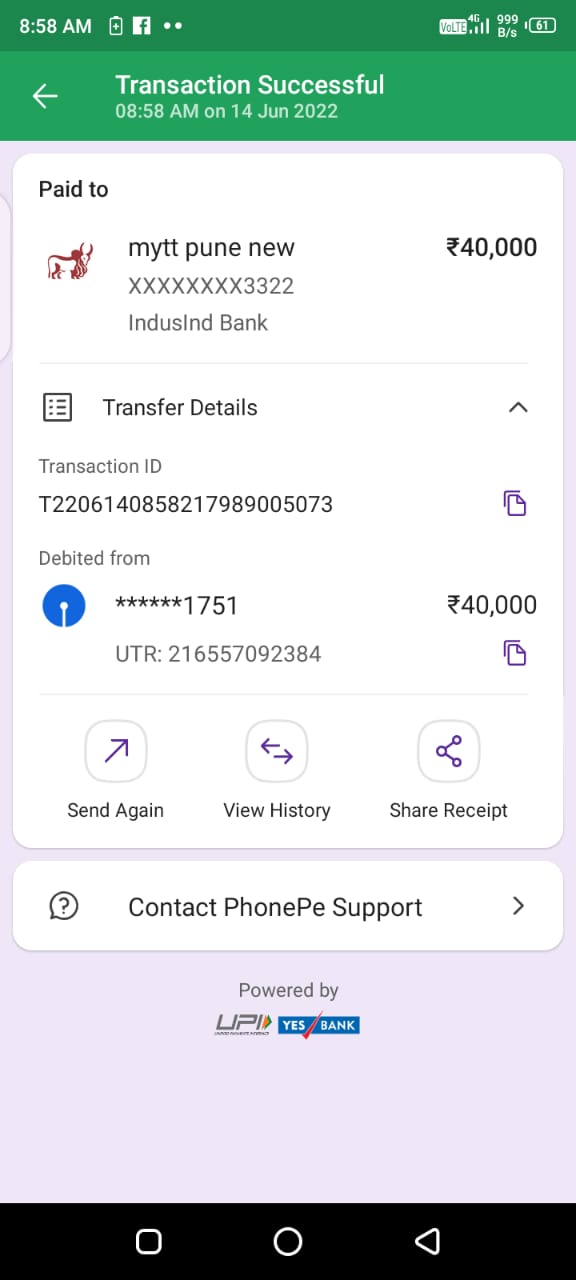 8:58 AM
VoLTE 4G 999 B/s 61
Transaction Successful
08:58 AM on 14 Jun 2022
Paid to
mytt pune new ₹40,000
XXXXXXXX3322
IndusInd Bank
Transfer Details
Transaction ID
T2206140858217989005073
Debited from
******1751 ₹40,000
UTR: 216557092384
Send Again View History Share Receipt
Contact PhonePe Support
Powered by
UPI YES BANK